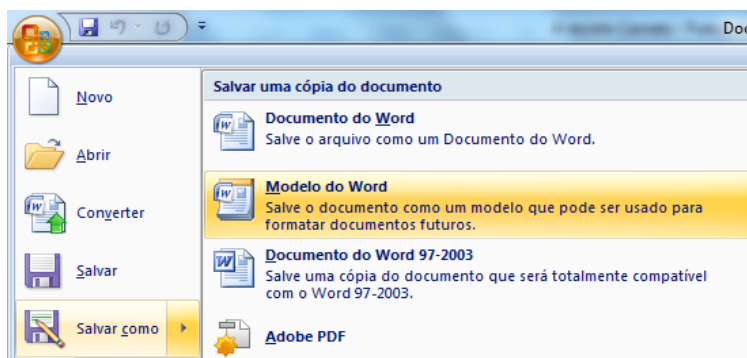 Doc
Novo
Abrir
Converter
Salvar
Salvar como
Salvar uma cópia do documento
Documento do Word
Salve o arquivo como um Documento do Word.
Modelo do Word
Salve o documento como um modelo que pode ser usado para
formatar documentos futuros.
Documento do Word 97-2003
Salve uma cópia do documento que será totalmente compatível
com o Word 97-2003.
Adobe PDF